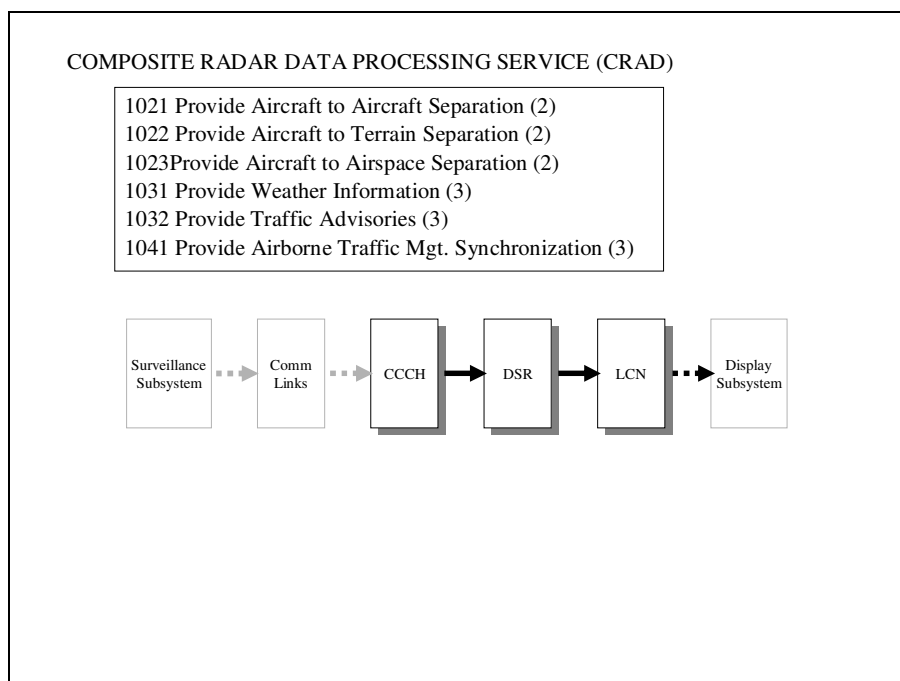 COMPOSITE RADAR DATA PROCESSING SERVICE (CRAD)
1021 Provide Aircraft to Aircraft Separation (2)
1022 Provide Aircraft to Terrain Separation (2)
1023Provide Aircraft to Airspace Separation (2)
1031 Provide Weather Information (3)
1032 Provide Traffic Advisories (3)
1041 Provide Airborne Traffic Mgt. Synchronization (3)
Surveillance
Subsystem
Comm
Links
CCCH
DSR
LCN
Display
Subsystem